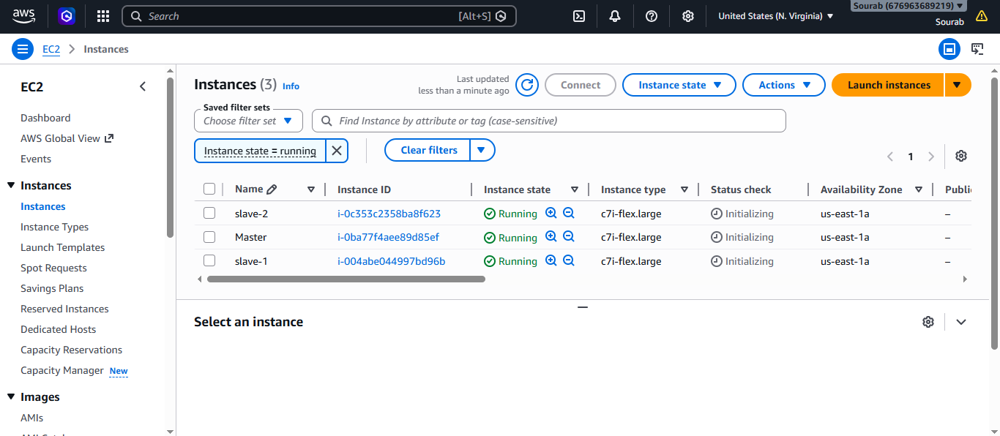 aws
Search [Alt+S]
United States (N. Virginia)
Sourab (676963689219)
Sourab
EC2 Instances
EC2
Dashboard
AWS Global View
Events
Instances
Instances
Instance Types
Launch Templates
Spot Requests
Savings Plans
Reserved Instances
Dedicated Hosts
Capacity Reservations
Capacity Manager New
Images
AMIs
Instances (3) Info
Last updated
less than a minute ago
Connect
Instance state
Actions
Launch instances
Saved filter sets
Choose filter set
Find Instance by attribute or tag (case-sensitive)
Instance state = running
Clear filters
1
Name Instance ID Instance state Instance type Status check Availability Zone Public
slave-2 i-0c353c2358ba8f623 Running c7i-flex.large Initializing us-east-1a –
Master i-0ba77f4aee89d85ef Running c7i-flex.large Initializing us-east-1a –
slave-1 i-004abe044997bd96b Running c7i-flex.large Initializing us-east-1a –
Select an instance